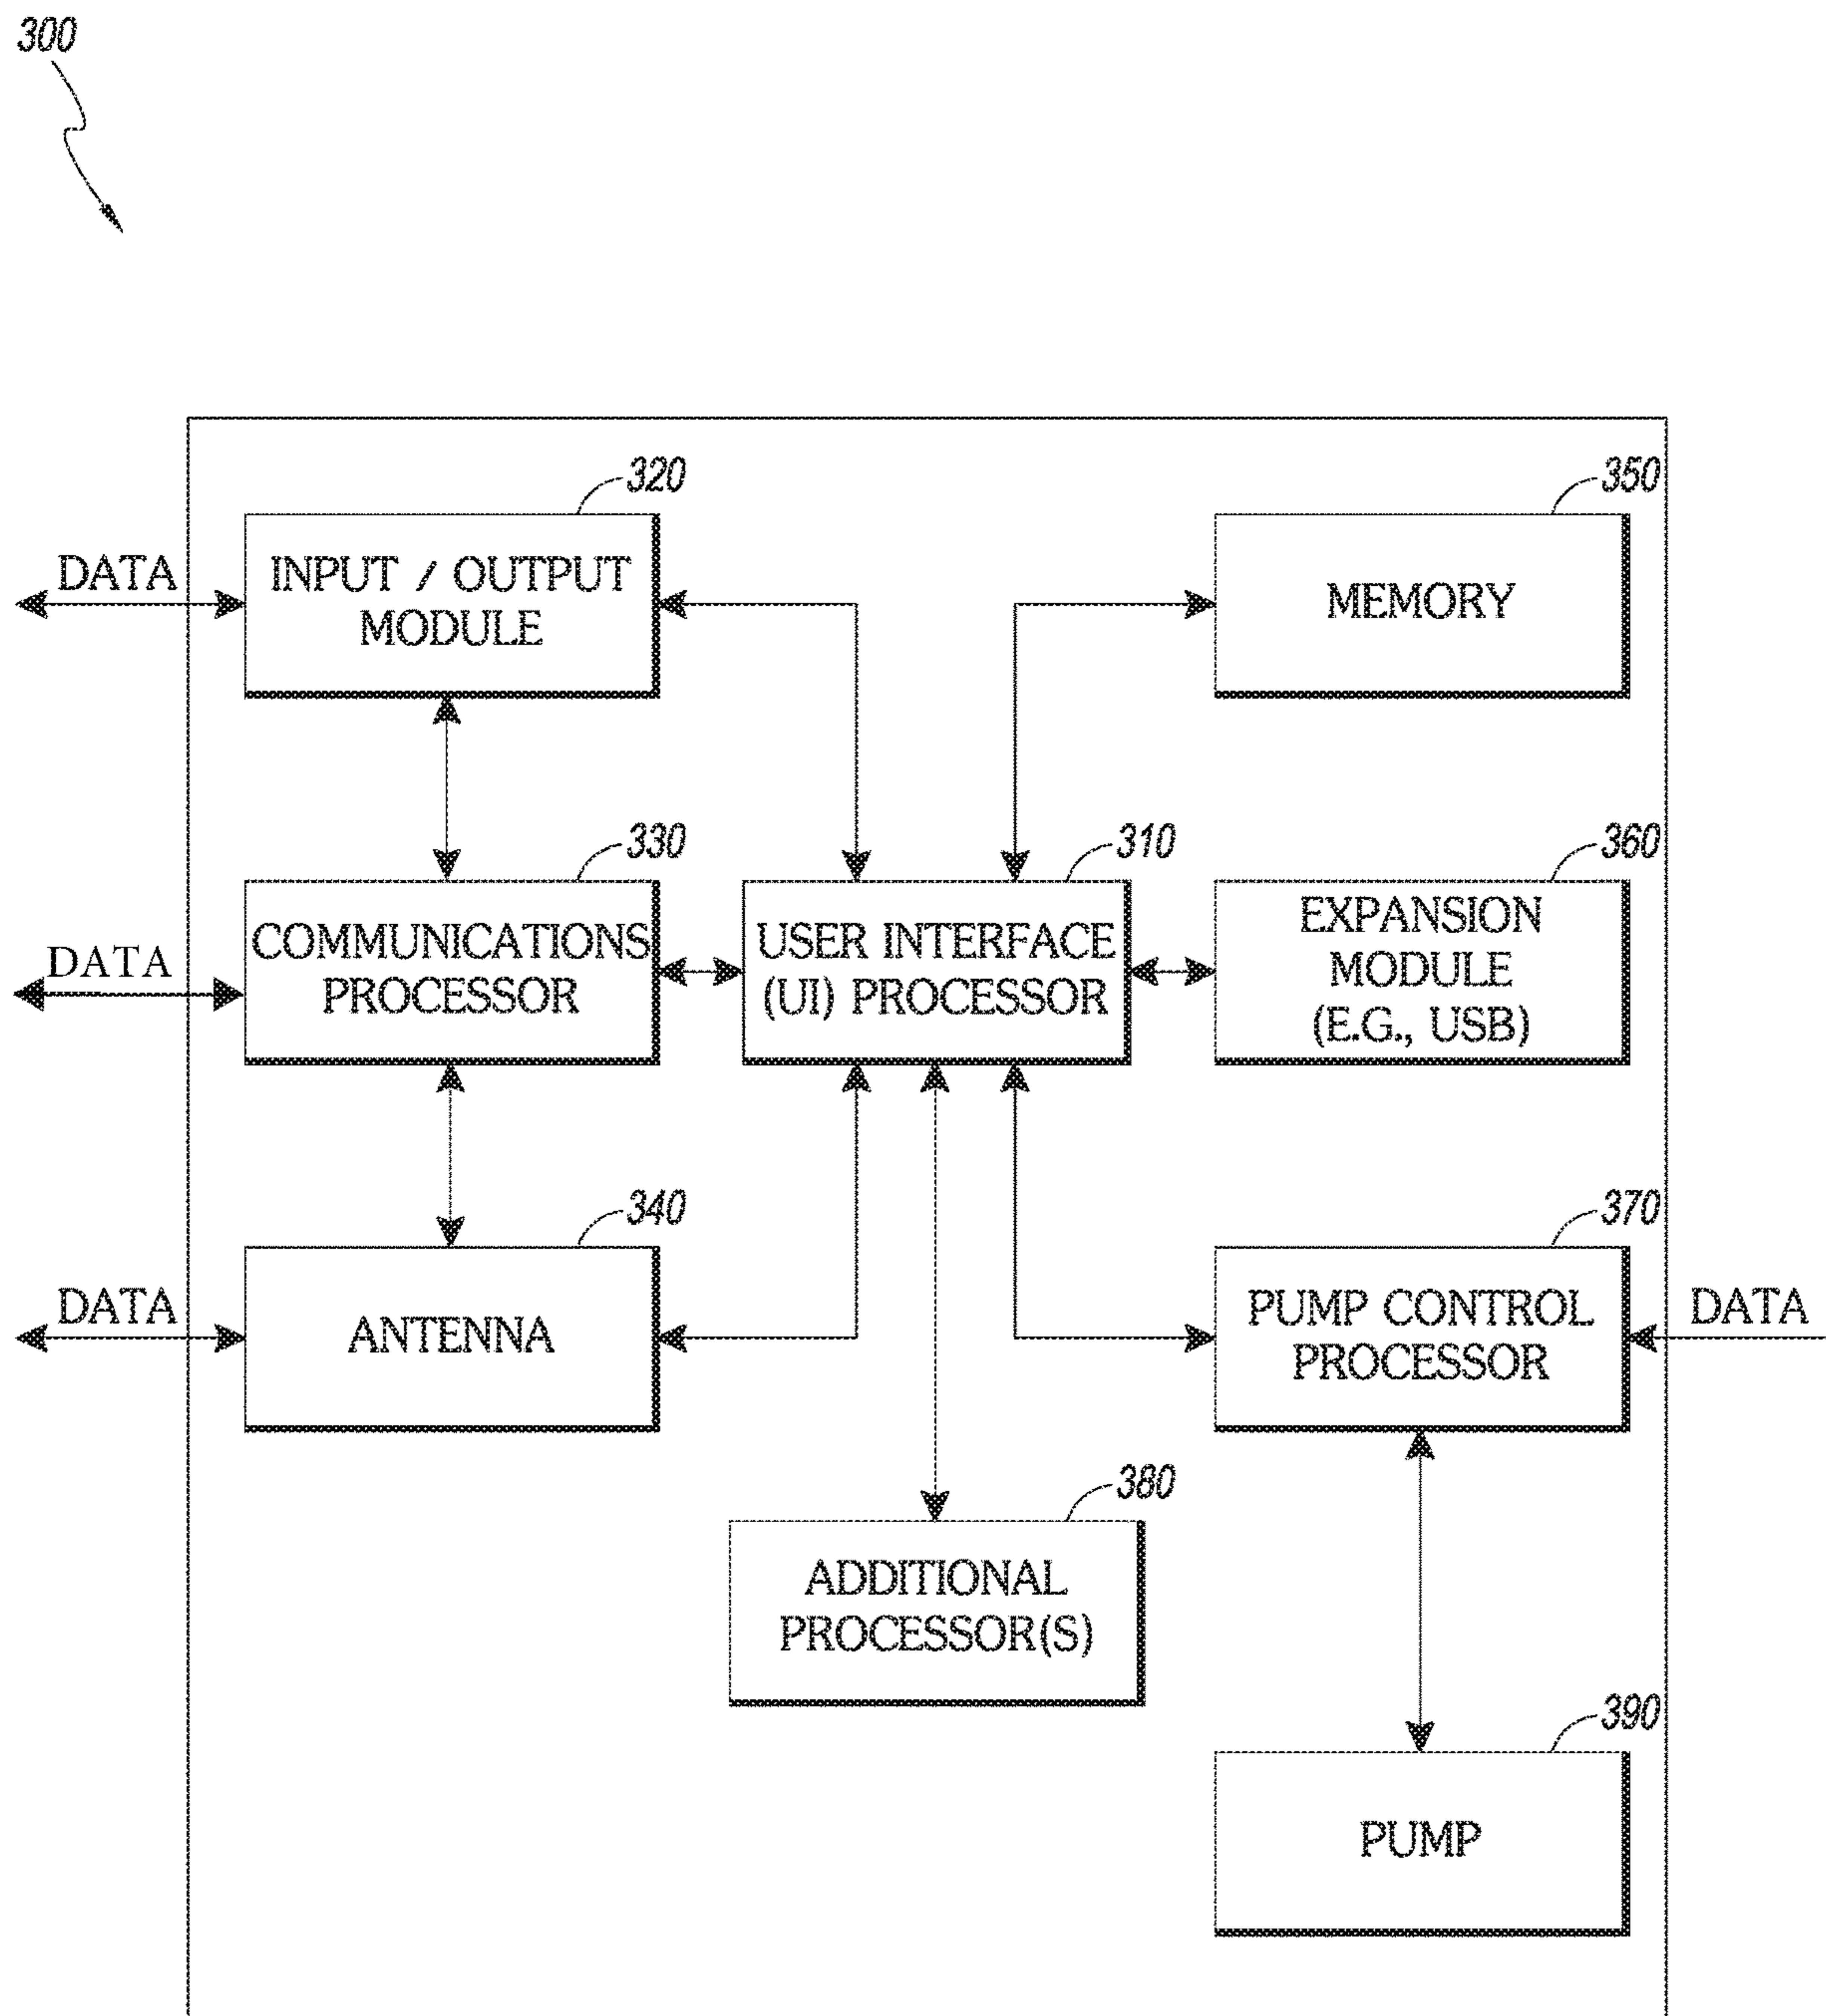 300
320
350
DATA
INPUT / OUTPUT
MODULE
MEMORY
330
310
360
DATA
COMMUNICATIONS
PROCESSOR
USER INTERFACE
(UI) PROCESSOR
EXPANSION
MODULE
(E.G., USB)
340
370
DATA
ANTENNA
PUMP CONTROL
PROCESSOR
DATA
380
ADDITIONAL
PROCESSOR(S)
390
PUMP